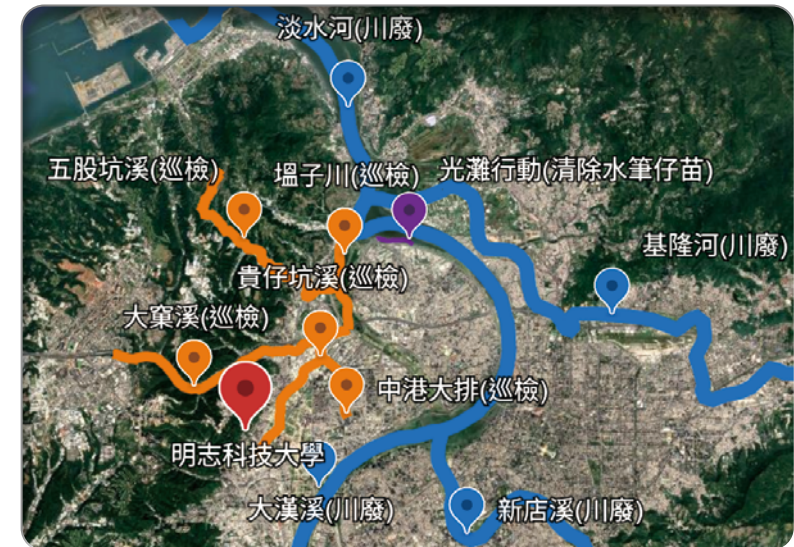 淡水河(川廢)
五股坑溪(巡檢)
塭子川(巡檢)
光灘行動(清除水筆仔苗)
基隆河(川廢)
貴仔坑溪(巡檢)
大窠溪(巡檢)
中港大排(巡檢)
明志科技大學
大漢溪(川廢)
新店溪(川廢)